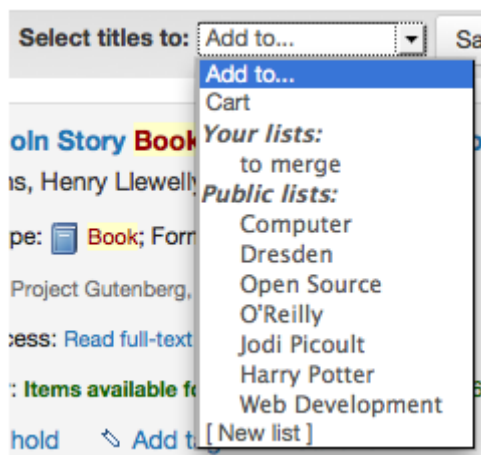 Select titles to: Add to... Sa
Add to...
Cart
Your lists:
to merge
Public lists:
Computer
Dresden
Open Source
O'Reilly
Jodi Picoult
Harry Potter
Web Development
[ New list ]
oln Story Book
ns, Henry Llewelly
pe: Book; Forr
Project Gutenberg,
cess: Read full-text
: Items available fo
hold Add ta